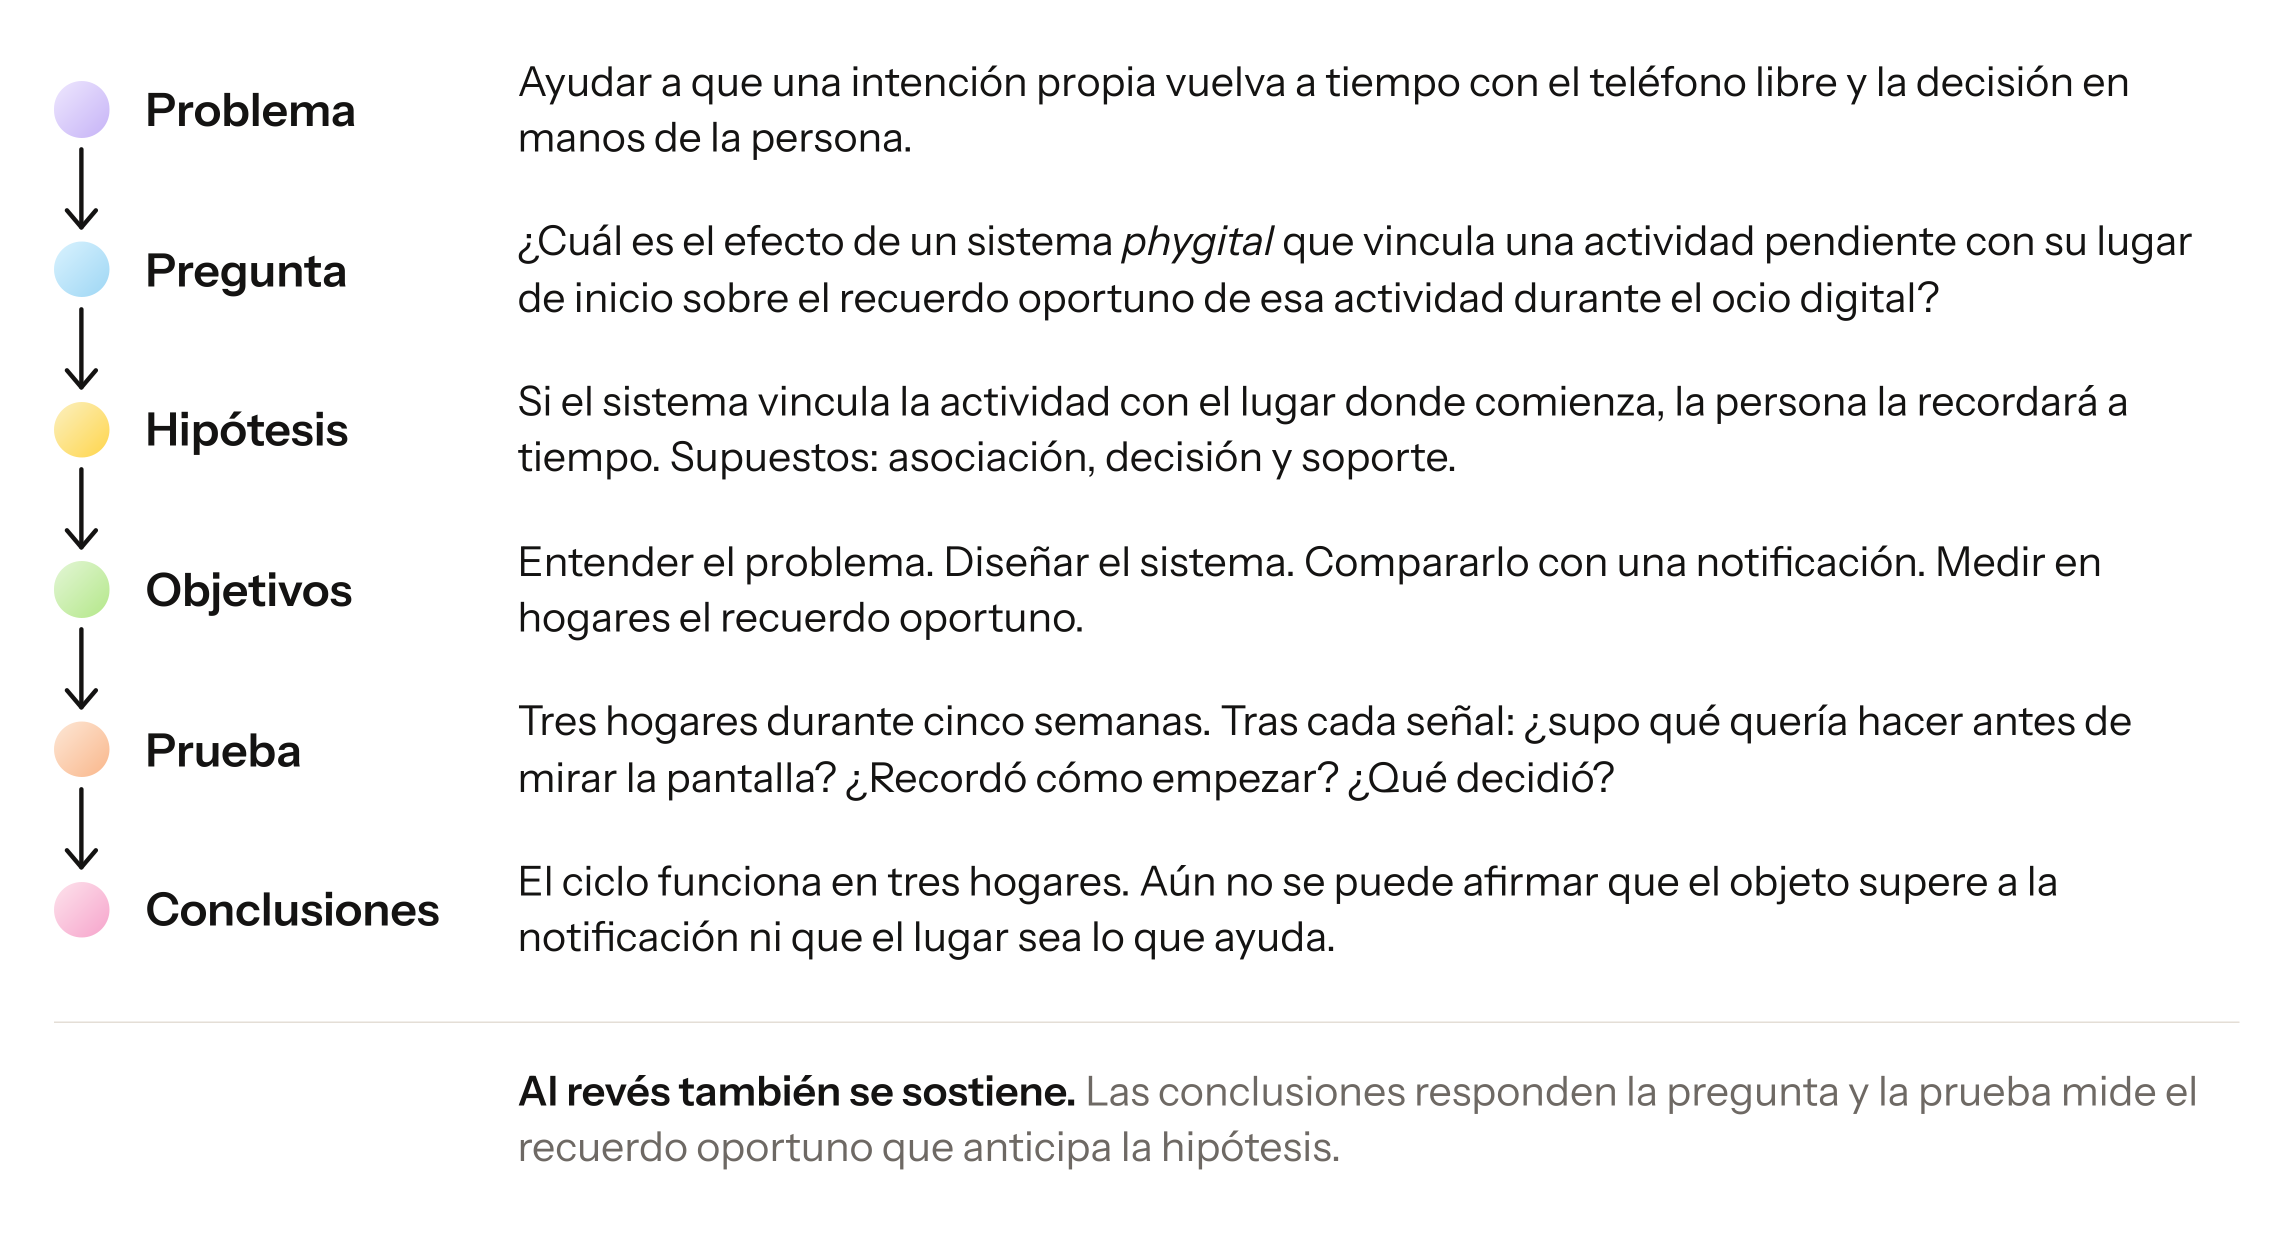 Problema
Ayudar a que una intención propia vuelva a tiempo con el teléfono libre y la decisión en
manos de la persona.
Pregunta
¿Cuál es el efecto de un sistema phygital que vincula una actividad pendiente con su lugar
de inicio sobre el recuerdo oportuno de esa actividad durante el ocio digital?
Hipótesis
Si el sistema vincula la actividad con el lugar donde comienza, la persona la recordará a
tiempo. Supuestos: asociación, decisión y soporte.
Objetivos
Entender el problema. Diseñar el sistema. Compararlo con una notificación. Medir en
hogares el recuerdo oportuno.
Prueba
Tres hogares durante cinco semanas. Tras cada señal: ¿supo qué quería hacer antes de
mirar la pantalla? ¿Recordó cómo empezar? ¿Qué decidió?
Conclusiones
El ciclo funciona en tres hogares. Aún no se puede afirmar que el objeto supere a la
notificación ni que el lugar sea lo que ayuda.
Al revés también se sostiene. Las conclusiones responden la pregunta y la prueba mide el
recuerdo oportuno que anticipa la hipótesis.